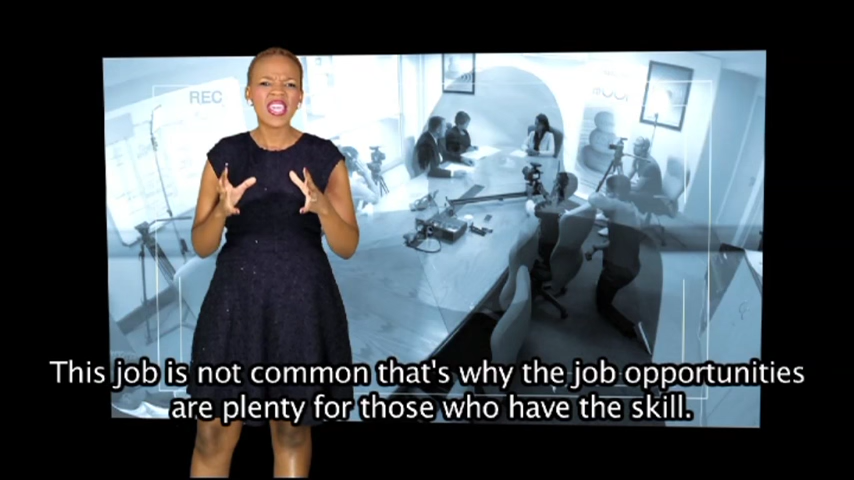 REC
This job is not common that's why the job opportunities
are plenty for those who have the skill.